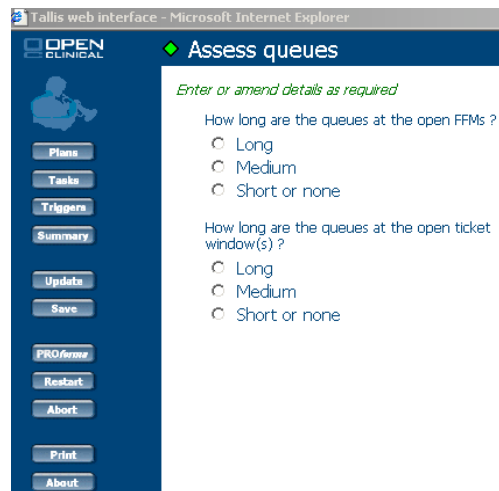 Tallis web interface - Microsoft Internet Explorer
OPEN
CLINICAL
Assess queues
Enter or amend details as required
How long are the queues at the open FFMs ?
Long
Medium
Short or none
How long are the queues at the open ticket
window(s) ?
Long
Medium
Short or none
Plans
Tasks
Triggers
Summary
Update
Save
PROforma
Restart
Abort
Print
About